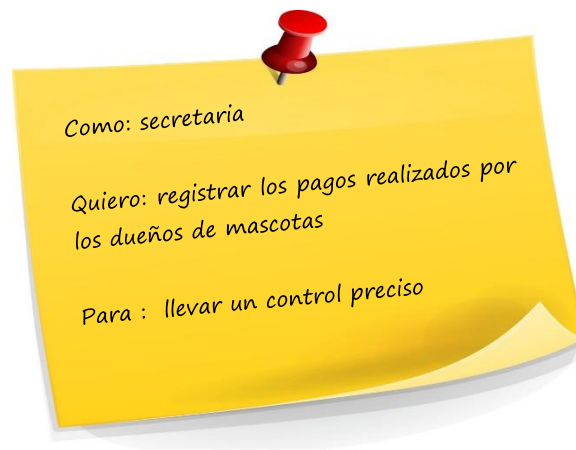 Como: secretaria
Quiero: registrar los pagos realizados por
los dueños de mascotas
Para : llevar un control preciso